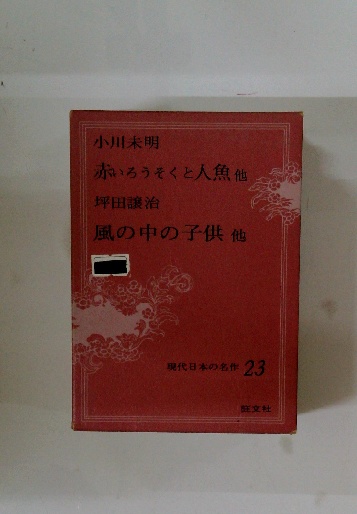 小川未明
赤いろうそくと人魚 他
坪田譲治
風の中の子供 他
現代日本の名作 23
旺文社